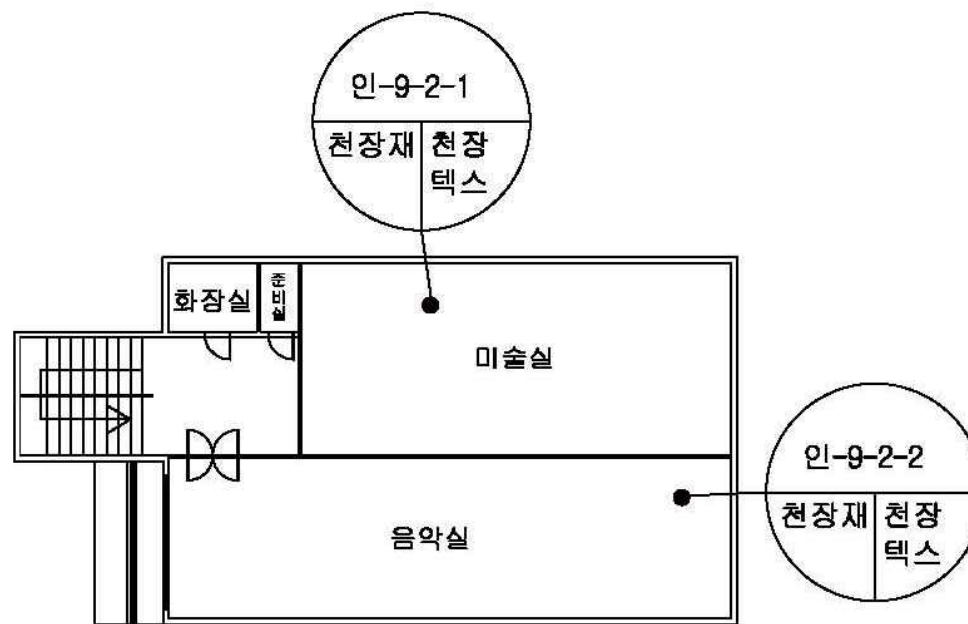 인-9-2-1
천장재 천장
텍스
화장실
준비실
미술실
인-9-2-2
천장재 천장
텍스
음악실